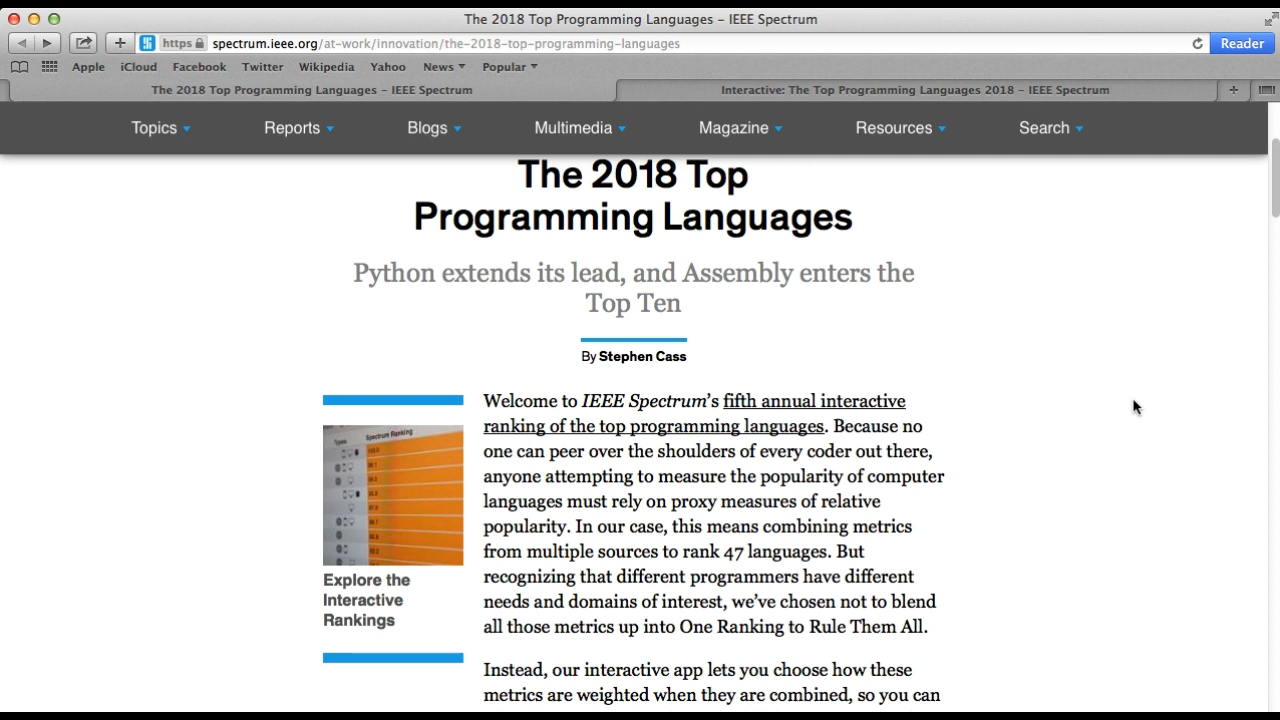 The 2018 Top Programming Languages – IEEE Spectrum
https spectrum.ieee.org/at-work/innovation/the-2018-top-programming-languages Reader
Apple iCloud Facebook Twitter Wikipedia Yahoo News Popular
The 2018 Top Programming Languages – IEEE Spectrum Interactive: The Top Programming Languages 2018 – IEEE Spectrum
Topics Reports Blogs Multimedia Magazine Resources Search
The 2018 Top
Programming Languages
Python extends its lead, and Assembly enters the
Top Ten
By Stephen Cass
Types Spectrum Ranking
100.0
Explore the
Interactive
Rankings
Welcome to IEEE Spectrum's fifth annual interactive
ranking of the top programming languages. Because no
one can peer over the shoulders of every coder out there,
anyone attempting to measure the popularity of computer
languages must rely on proxy measures of relative
popularity. In our case, this means combining metrics
from multiple sources to rank 47 languages. But
recognizing that different programmers have different
needs and domains of interest, we've chosen not to blend
all those metrics up into One Ranking to Rule Them All.
Instead, our interactive app lets you choose how these
metrics are weighted when they are combined, so you can